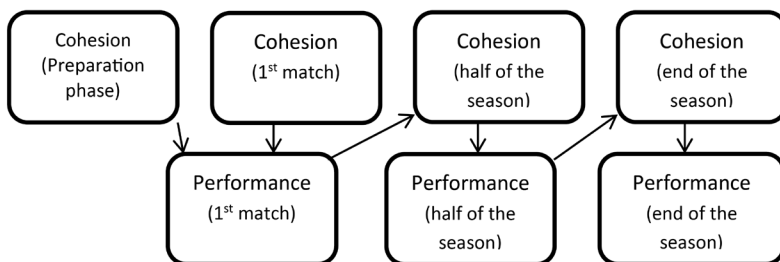 Cohesion
(Preparation
phase)
Cohesion
(1st match)
Cohesion
(half of the
season)
Cohesion
(end of the
season)
Performance
(1st match)
Performance
(half of the
season)
Performance
(end of the
season)